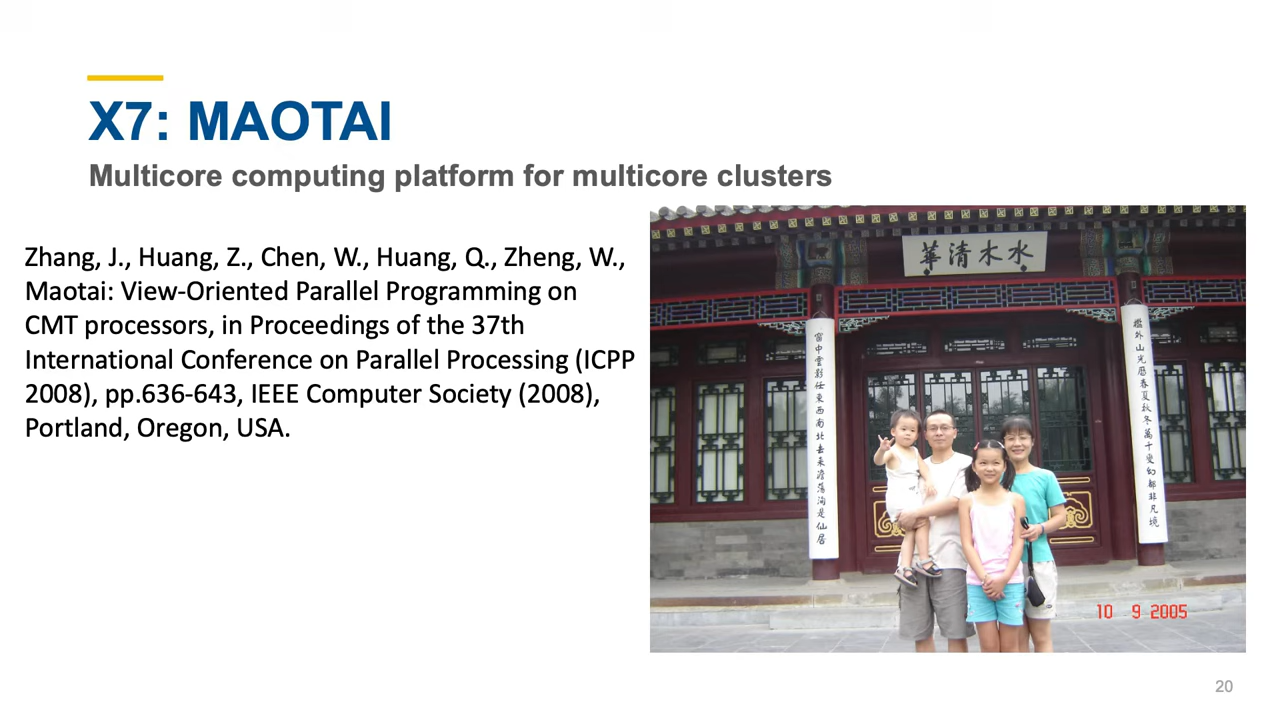 X7: MAOTAI
Multicore computing platform for multicore clusters
Zhang, J., Huang, Z., Chen, W., Huang, Q., Zheng, W.,
Maotai: View-Oriented Parallel Programming on
CMT processors, in Proceedings of the 37th
International Conference on Parallel Processing (ICPP
2008), pp.636-643, IEEE Computer Society (2008),
Portland, Oregon, USA.
水木清華
檻外山光歷春夏秋冬萬千變幻都非凡境
窗中雲影任東西南北去來澹蕩洵是仙居
10 9 2005
20